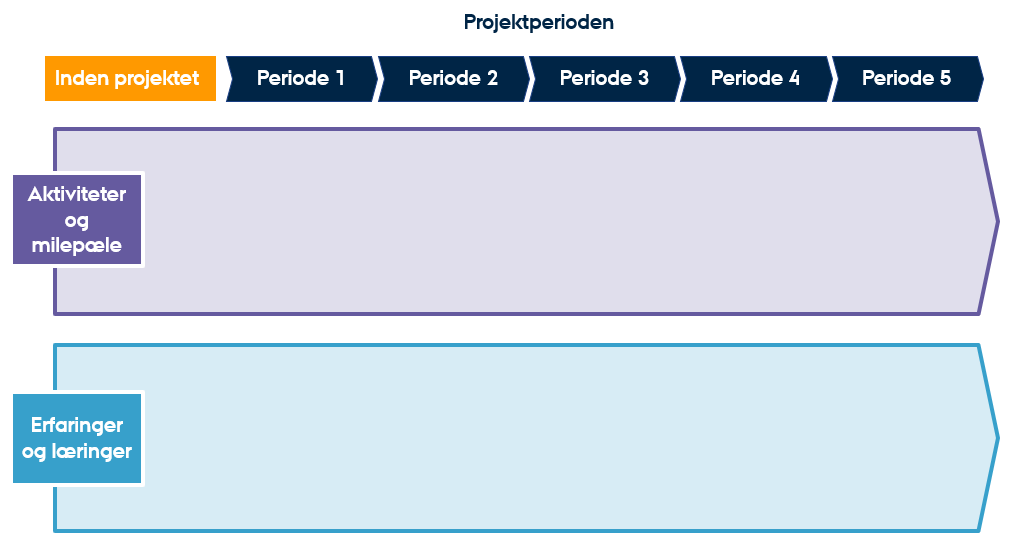 Projektperioden
Inden projektet
Periode 1
Periode 2
Periode 3
Periode 4
Periode 5
Aktiviteter
og
milepæle
Erfaringer
og læringer